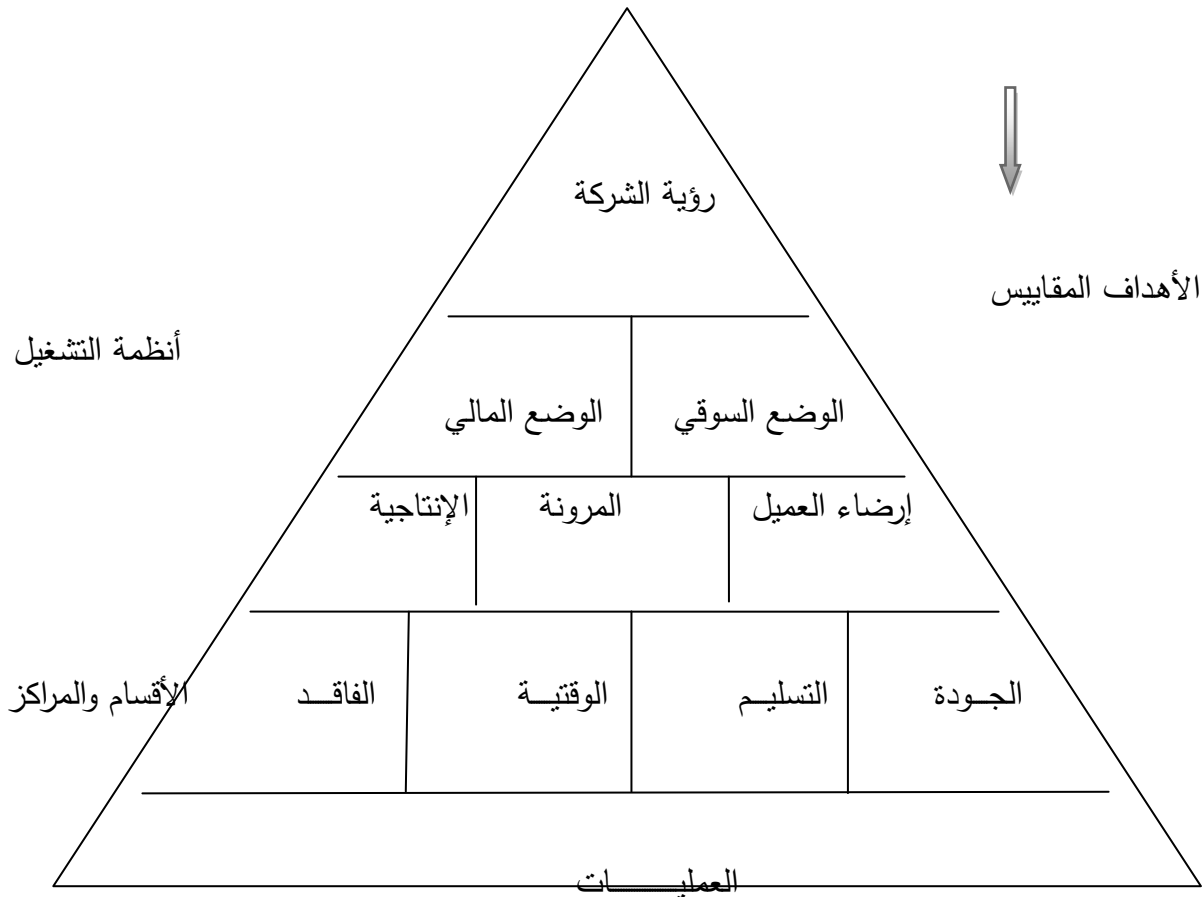 رؤية الشركة
الأهداف المقاييس
أنظمة التشغيل
الوضع السوقي
الوضع المالي
إرضاء العميل
المرونة
الإنتاجية
الجــودة
التسليــم
الوقتيــة
الفاقــد
الأقسام والمراكز
العمليــــــات